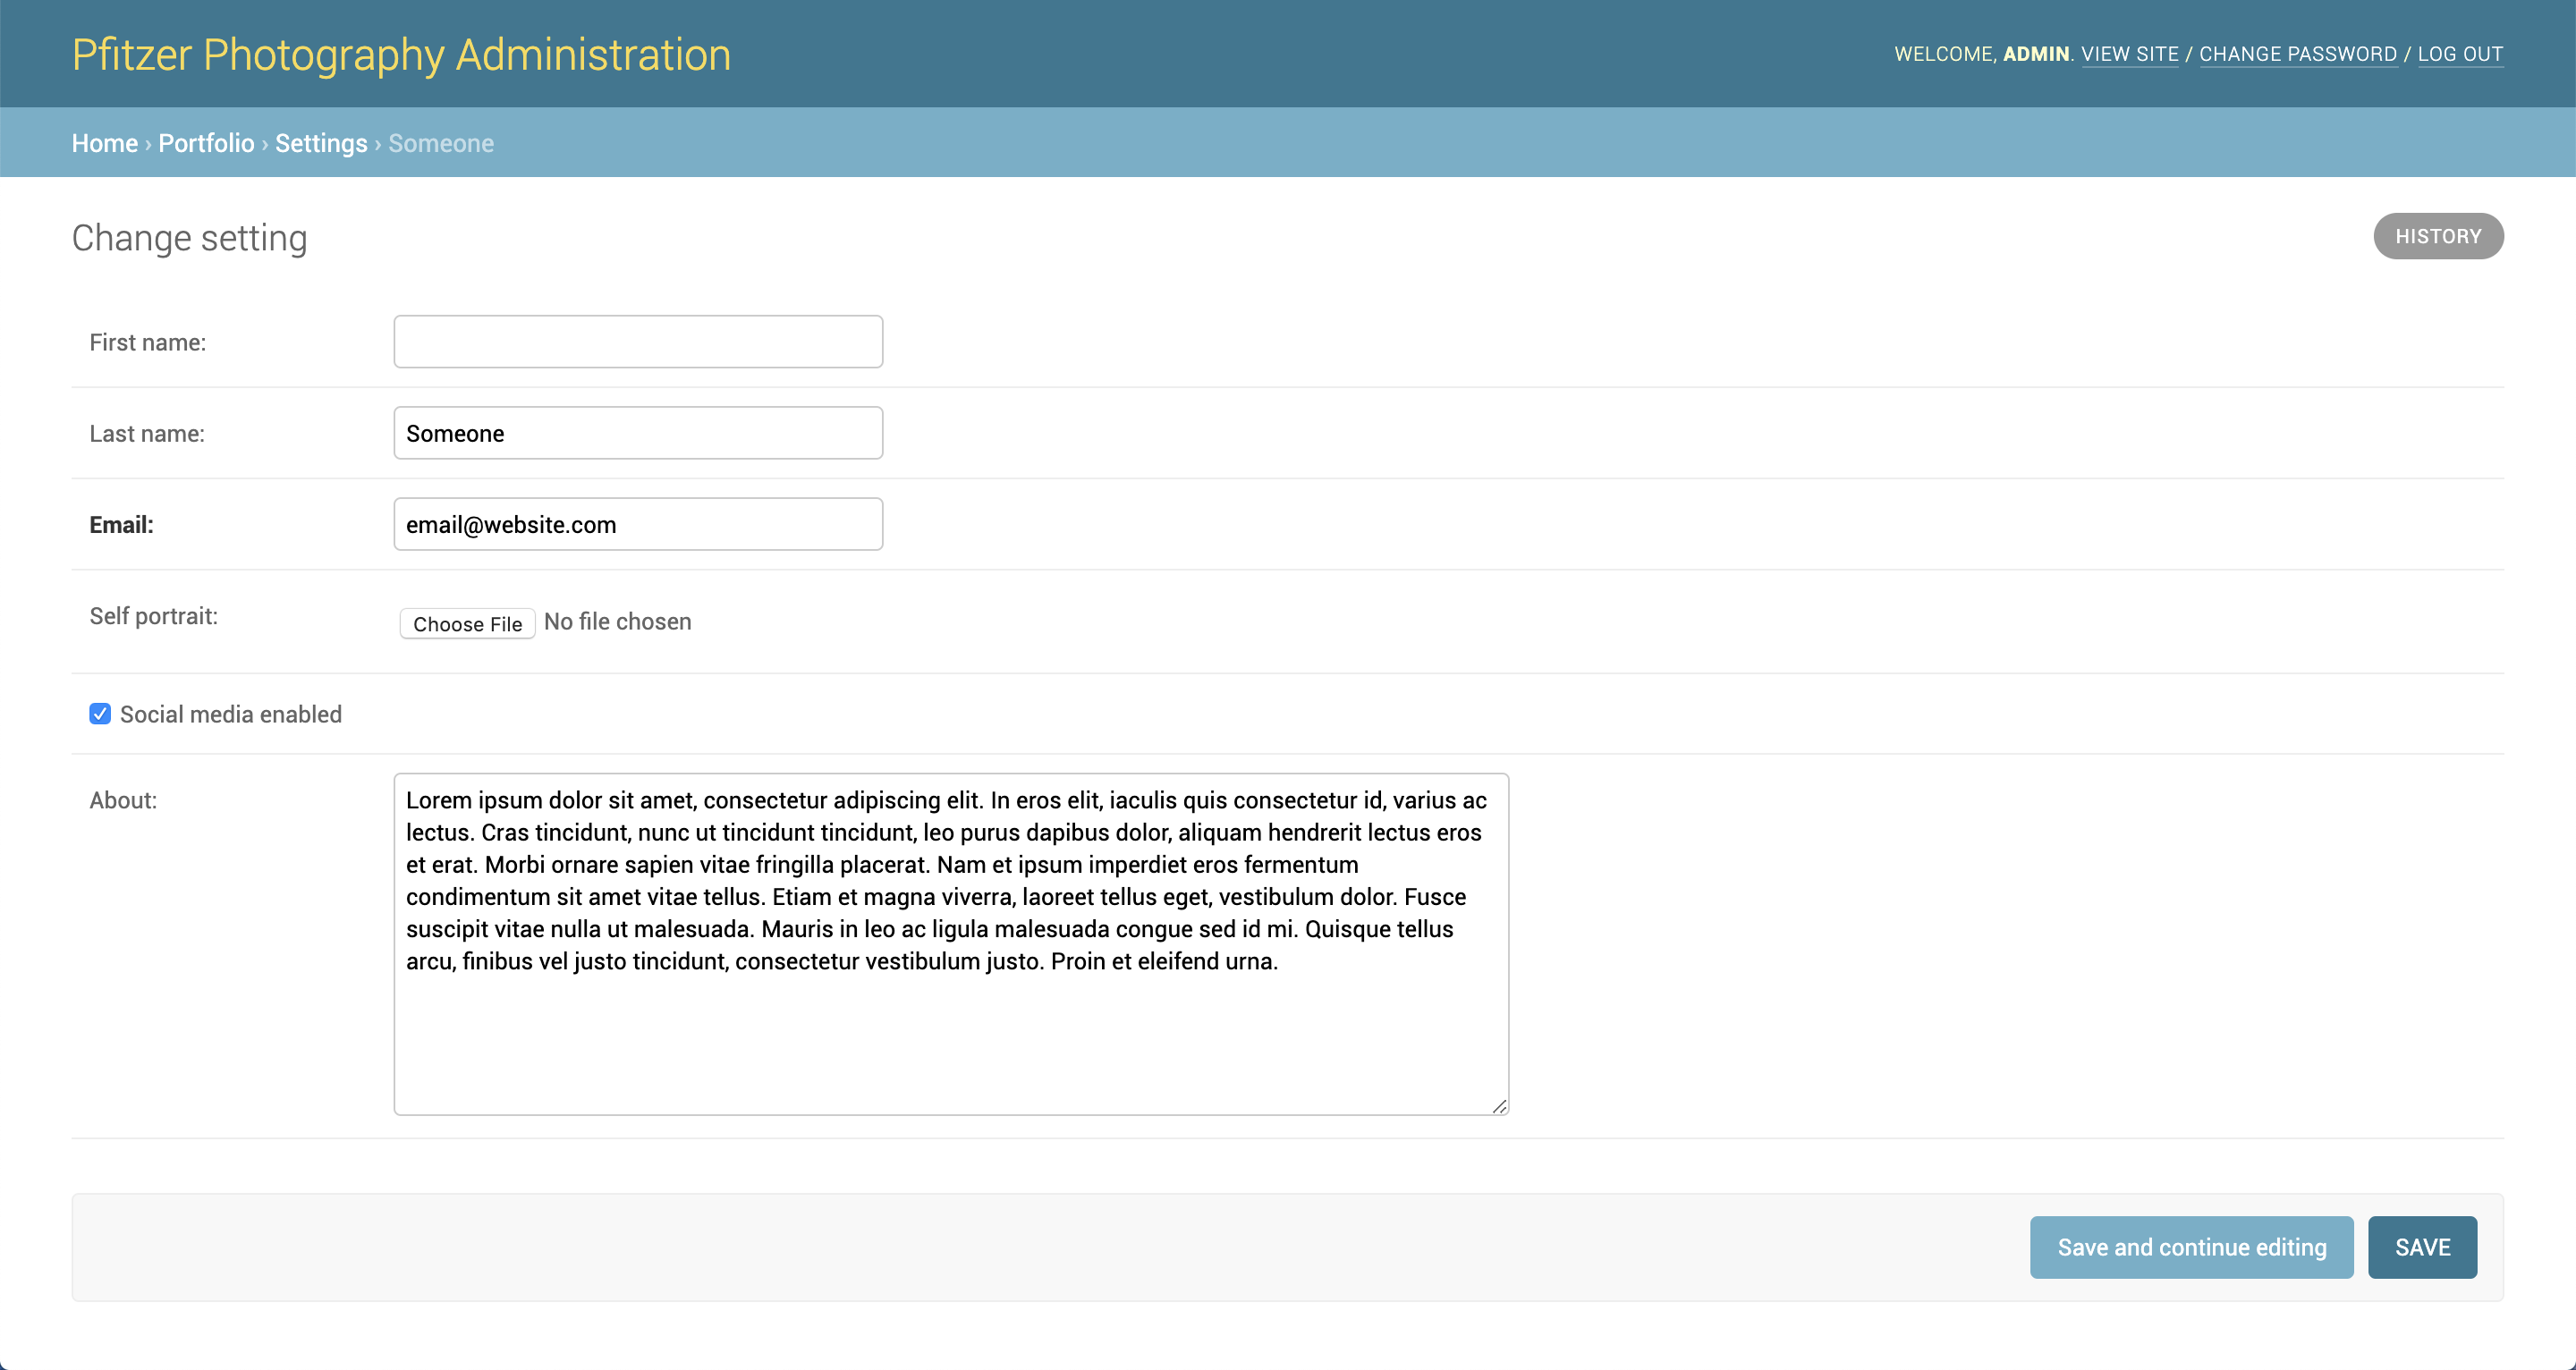 Pfitzer Photography Administration
WELCOME, ADMIN. VIEW SITE / CHANGE PASSWORD / LOG OUT
Home › Portfolio › Settings › Someone
Change setting
HISTORY
First name:
Last name:
Someone
Email:
email@website.com
Self portrait:
Choose File No file chosen
Social media enabled
About:
Lorem ipsum dolor sit amet, consectetur adipiscing elit. In eros elit, iaculis quis consectetur id, varius ac
lectus. Cras tincidunt, nunc ut tincidunt tincidunt, leo purus dapibus dolor, aliquam hendrerit lectus eros
et erat. Morbi ornare sapien vitae fringilla placerat. Nam et ipsum imperdiet eros fermentum
condimentum sit amet vitae tellus. Etiam et magna viverra, laoreet tellus eget, vestibulum dolor. Fusce
suscipit vitae nulla ut malesuada. Mauris in leo ac ligula malesuada congue sed id mi. Quisque tellus
arcu, finibus vel justo tincidunt, consectetur vestibulum justo. Proin et eleifend urna.
Save and continue editing
SAVE